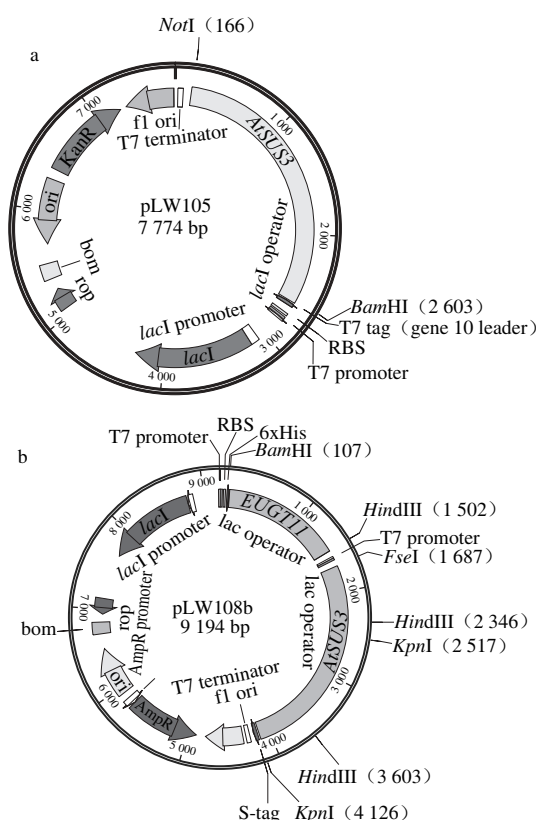 NotI（166）
a
f1 ori
T7 terminator
KanR
7 000
1 000
AtSUS3
ori
6 000
pLW105
7 774 bp
2 000
lacI operator
bom
rop
5 000
BamHI（2 603）
T7 tag（gene 10 leader）
RBS
T7 promoter
3 000
lacI promoter
lacI
4 000
b
T7 promoter
RBS
6xHis
BamHI（107）
9 000
EUGT11
1 000
HindIII（1 502）
T7 promoter
FseI（1 687）
lacI
8 000
lacI promoter
lac operator
2 000
pLW108b
9 194 bp
lac operator
AtSUS3
HindIII（2 346）
KpnI（2 517）
7 000
rop
bom
AmpR promoter
ori
6 000
AmpR
T7 terminator
f1 ori
3 000
5 000
4 000
HindIII（3 603）
S-tag
KpnI（4 126）